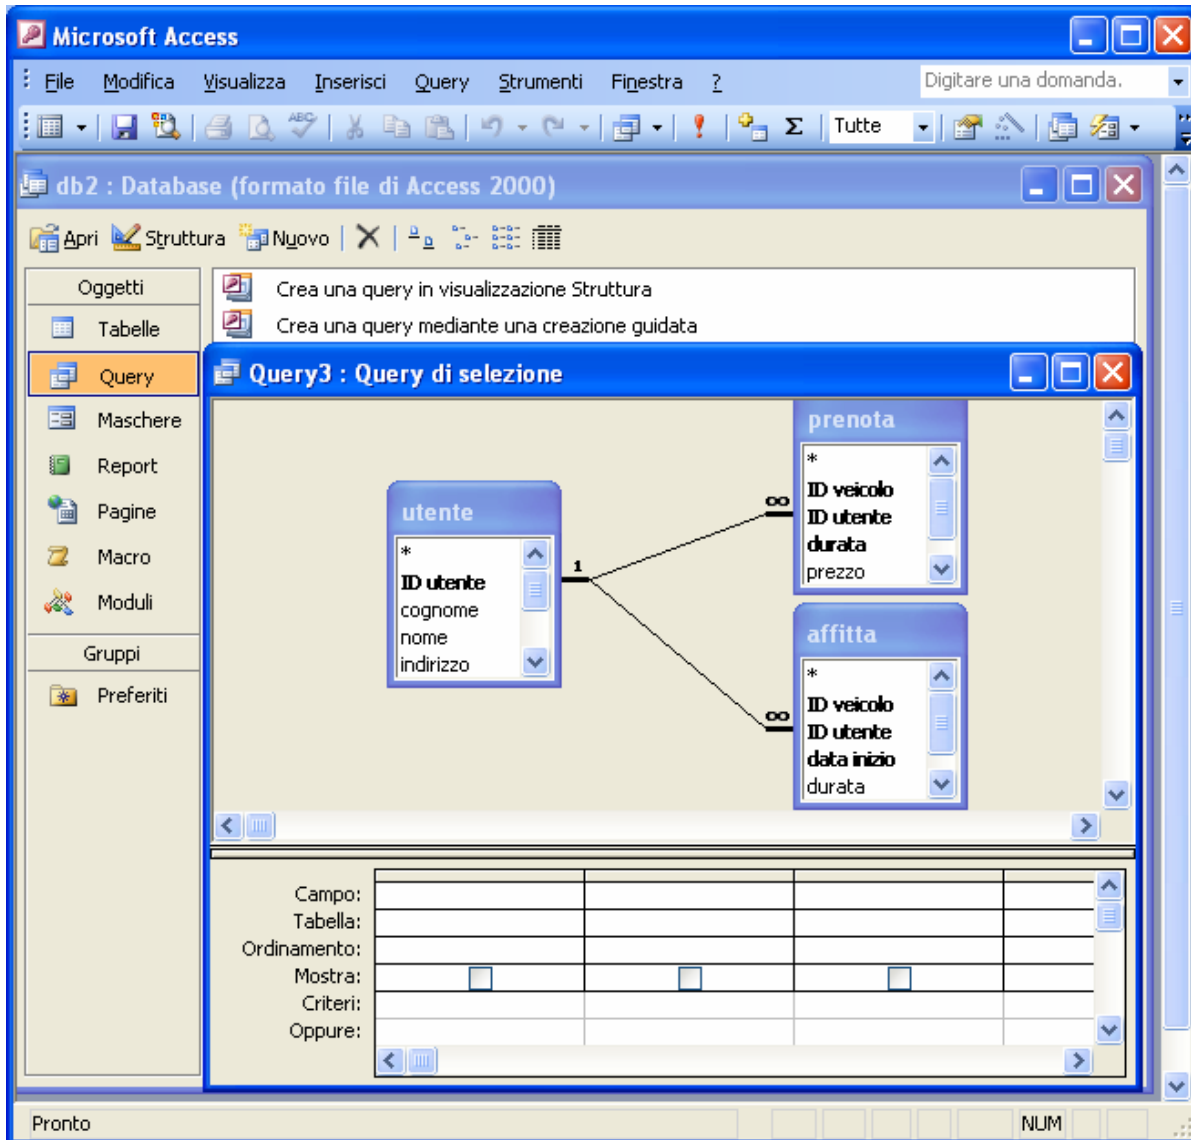 Microsoft Access
File Modifica Visualizza Inserisci Query Strumenti Finestra ? Digitare una domanda.
ABC Σ Tutte
db2 : Database (formato file di Access 2000)
Apri Struttura Nuovo
Oggetti
Tabelle
Query
Maschere
Report
Pagine
Macro
Moduli
Gruppi
Preferiti
Crea una query in visualizzazione Struttura
Crea una query mediante una creazione guidata
Query3 : Query di selezione
utente
*
ID utente
cognome
nome
indirizzo
1
∞
∞
prenota
*
ID veicolo
ID utente
durata
prezzo
affitta
*
ID veicolo
ID utente
data inizio
durata
Campo:
Tabella:
Ordinamento:
Mostra:
Criteri:
Oppure:
Pronto NUM